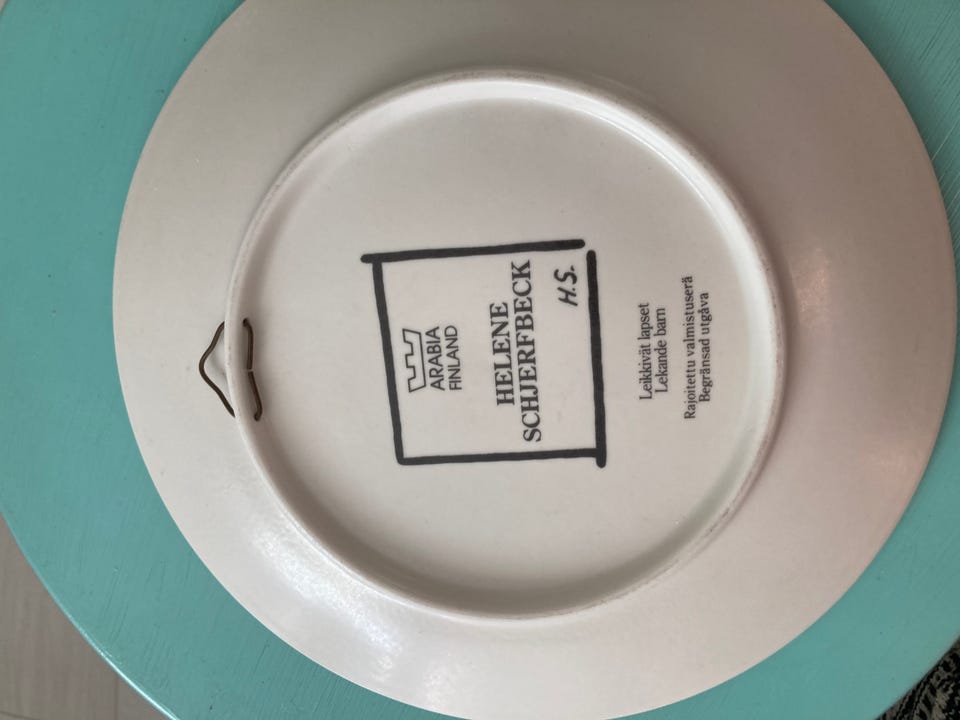 ARABIA
FINLAND
HELENE
SCHJERFBECK
H.S.
Leikkivät lapset
Lekande barn
Rajoitettu valmistuserä
Begränsad utgåva